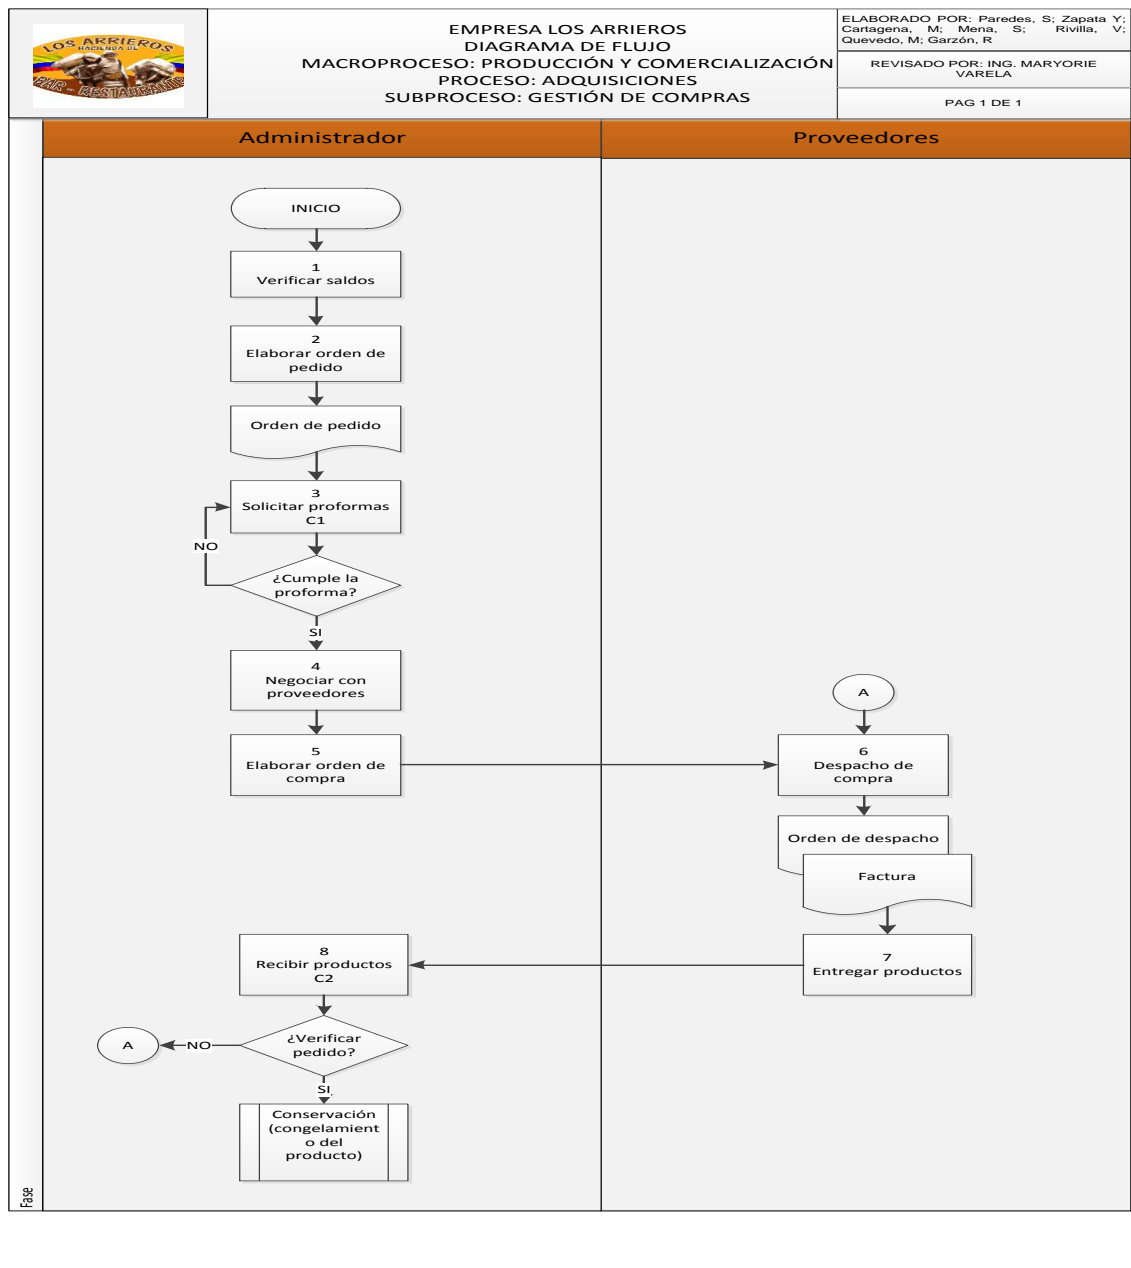 LOS ARRIEROS
HACIENDA DE
BAR - RESTAURANTE
EMPRESA LOS ARRIEROS
DIAGRAMA DE FLUJO
MACROPROCESO: PRODUCCIÓN Y COMERCIALIZACIÓN
PROCESO: ADQUISICIONES
SUBPROCESO: GESTIÓN DE COMPRAS
ELABORADO POR: Paredes, S; Zapata Y;
Cartagena, M; Mena, S; Rivilla, V;
Quevedo, M; Garzón, R
REVISADO POR: ING. MARYORIE
VARELA
PAG 1 DE 1
Administrador
Proveedores
INICIO
1
Verificar saldos
2
Elaborar orden de
pedido
Orden de pedido
3
Solicitar proformas
C1
NO
¿Cumple la
proforma?
SI
4
Negociar con
proveedores
A
5
Elaborar orden de
compra
6
Despacho de
compra
Orden de despacho
Factura
8
Recibir productos
C2
7
Entregar productos
A
NO
¿Verificar
pedido?
SI
Conservación
(congelamient
o del
producto)
Fase